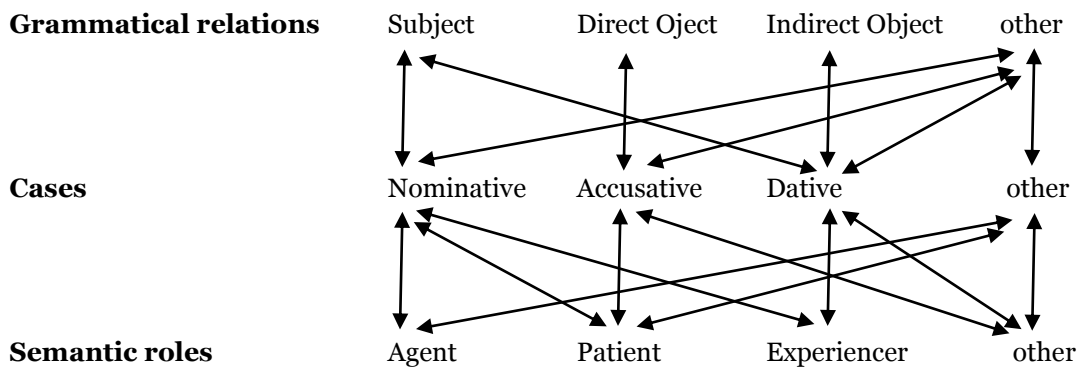 Grammatical relations Subject Direct Oject Indirect Object other
Cases Nominative Accusative Dative other
Semantic roles Agent Patient Experiencer other